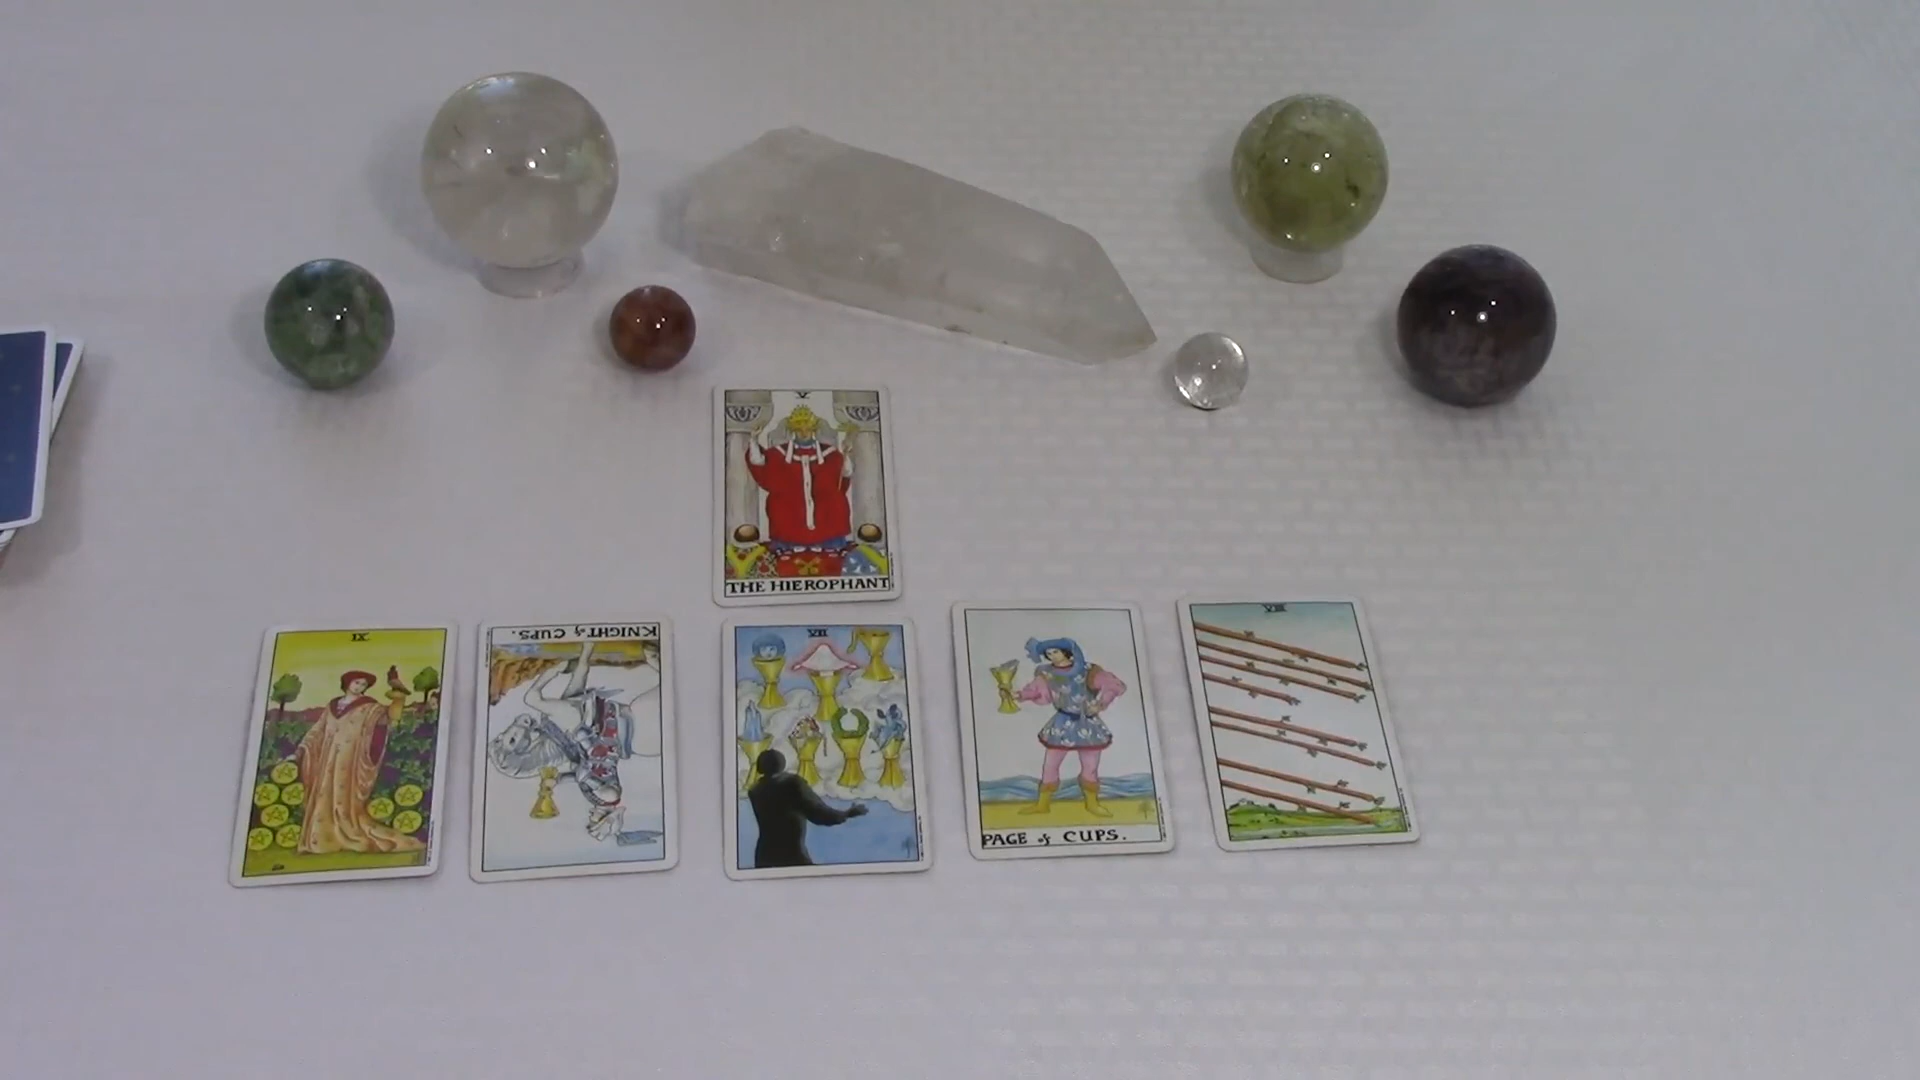 V
THE HIEROPHANT
IX
KNIGHT of CUPS.
VII
PAGE of CUPS.
VIII